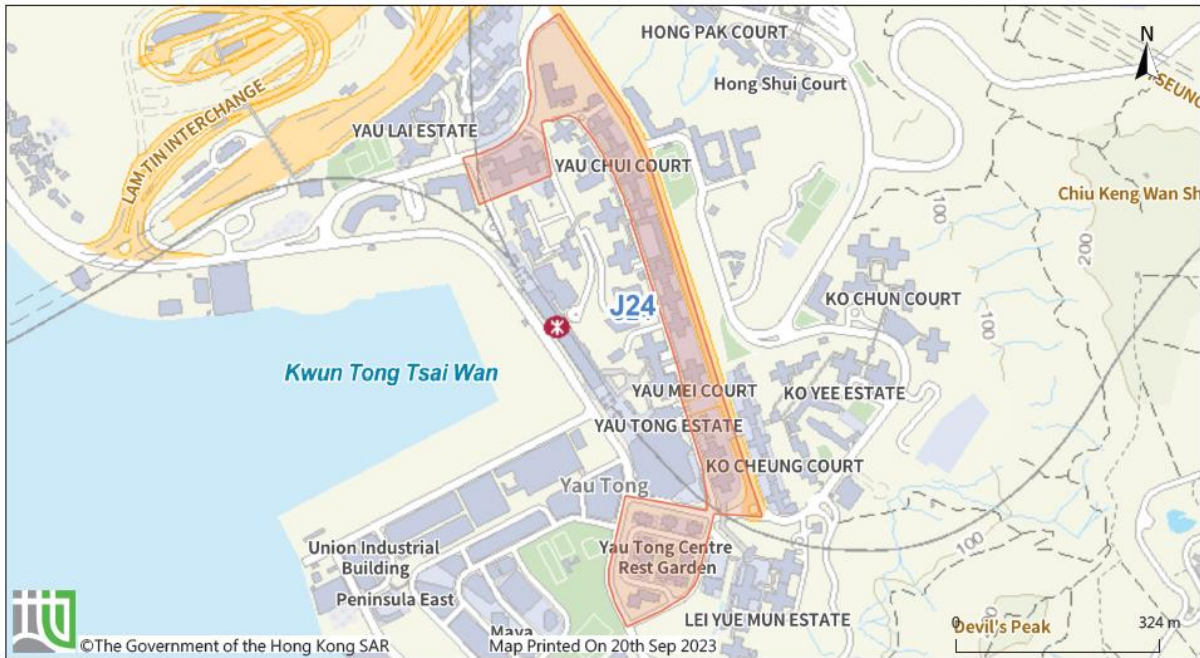 HONG PAK COURT
N
Hong Shui Court
TSEUNG
LAM TIN INTERCHANGE
YAU LAI ESTATE
YAU CHUI COURT
100
Chiu Keng Wan Sh
200
J24
KO CHUN COURT
100
Kwun Tong Tsai Wan
YAU MEI COURT
KO YEE ESTATE
YAU TONG ESTATE
KO CHEUNG COURT
Yau Tong
Union Industrial
Building
Yau Tong Centre
Rest Garden
100
Peninsula East
LEI YUE MUN ESTATE
Maya
Devil's Peak
0
324 m
©The Government of the Hong Kong SAR
Map Printed On 20th Sep 2023